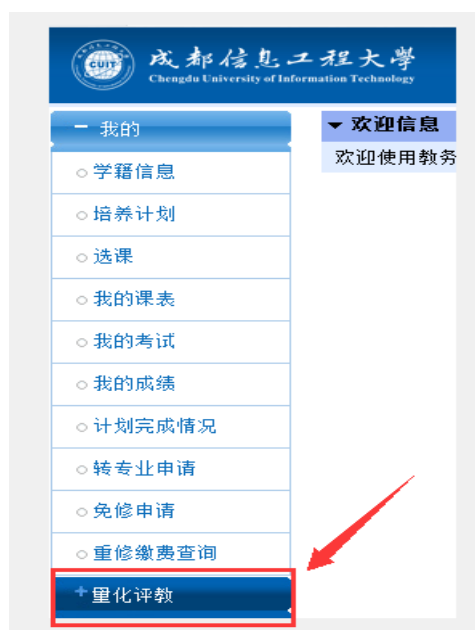 CUIT
成都信息工程大学
Chengdu University of Information Technology
- 我的
学籍信息
培养计划
选课
我的课表
我的考试
我的成绩
计划完成情况
转专业申请
免修申请
重修缴费查询
+ 量化评教
欢迎信息
欢迎使用教务